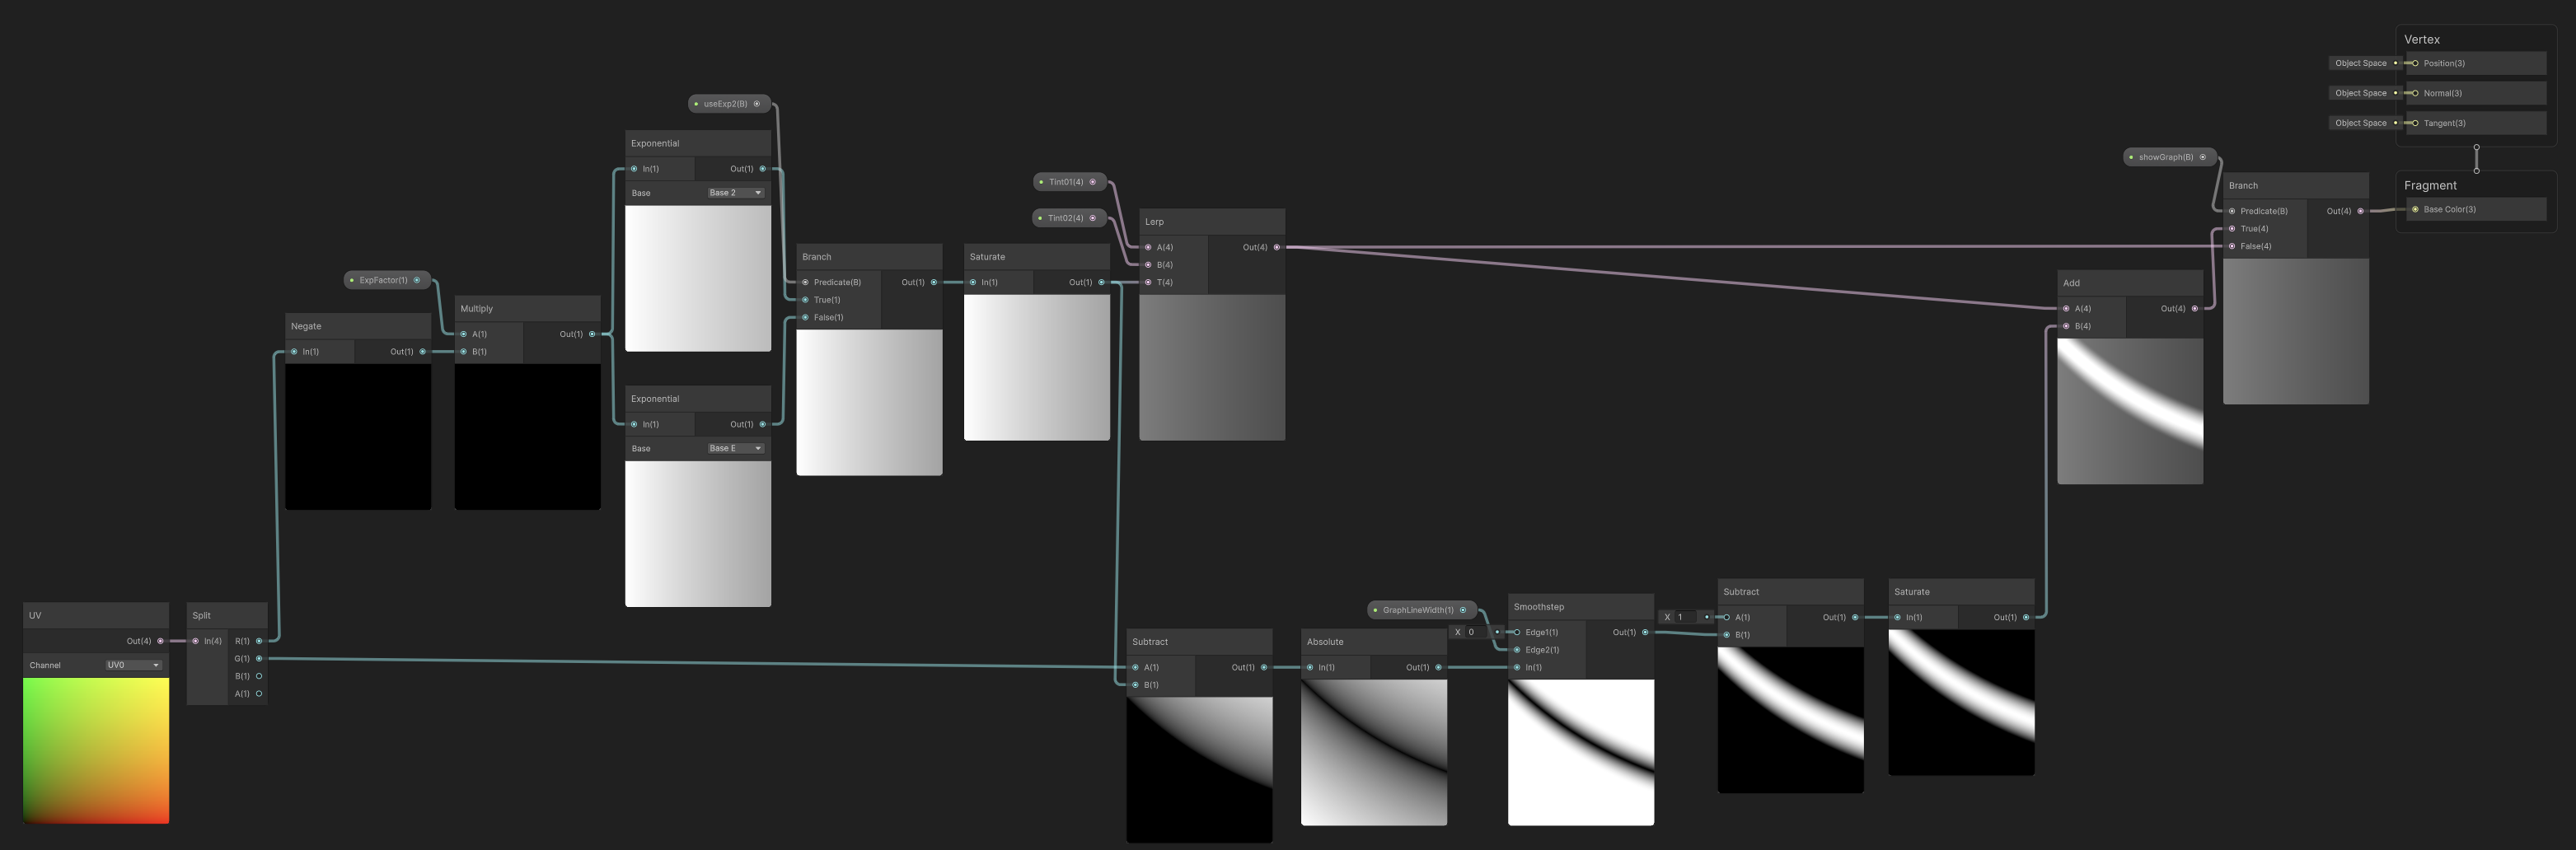 UV
Out(4)
Channel
UV0
Split
In(4)
R(1)
G(1)
B(1)
A(1)
Negate
In(1)
Out(1)
ExpFactor(1)
Multiply
A(1)
Out(1)
B(1)
useExp2(B)
Exponential
In(1)
Out(1)
Base
Base 2
Exponential
In(1)
Out(1)
Base
Base E
Branch
Predicate(B)
Out(1)
True(1)
False(1)
Saturate
In(1)
Out(1)
Tint01(4)
Tint02(4)
Lerp
A(4)
Out(4)
B(4)
T(4)
Subtract
A(1)
Out(1)
B(1)
Absolute
In(1)
Out(1)
GraphLineWidth(1)
X 0
Smoothstep
Edge1(1)
Out(1)
Edge2(1)
In(1)
X 1
Subtract
A(1)
Out(1)
B(1)
Saturate
In(1)
Out(1)
Add
A(4)
Out(4)
B(4)
showGraph(B)
Branch
Predicate(B)
Out(4)
True(4)
False(4)
Vertex
Object Space
Position(3)
Object Space
Normal(3)
Object Space
Tangent(3)
Fragment
Base Color(3)